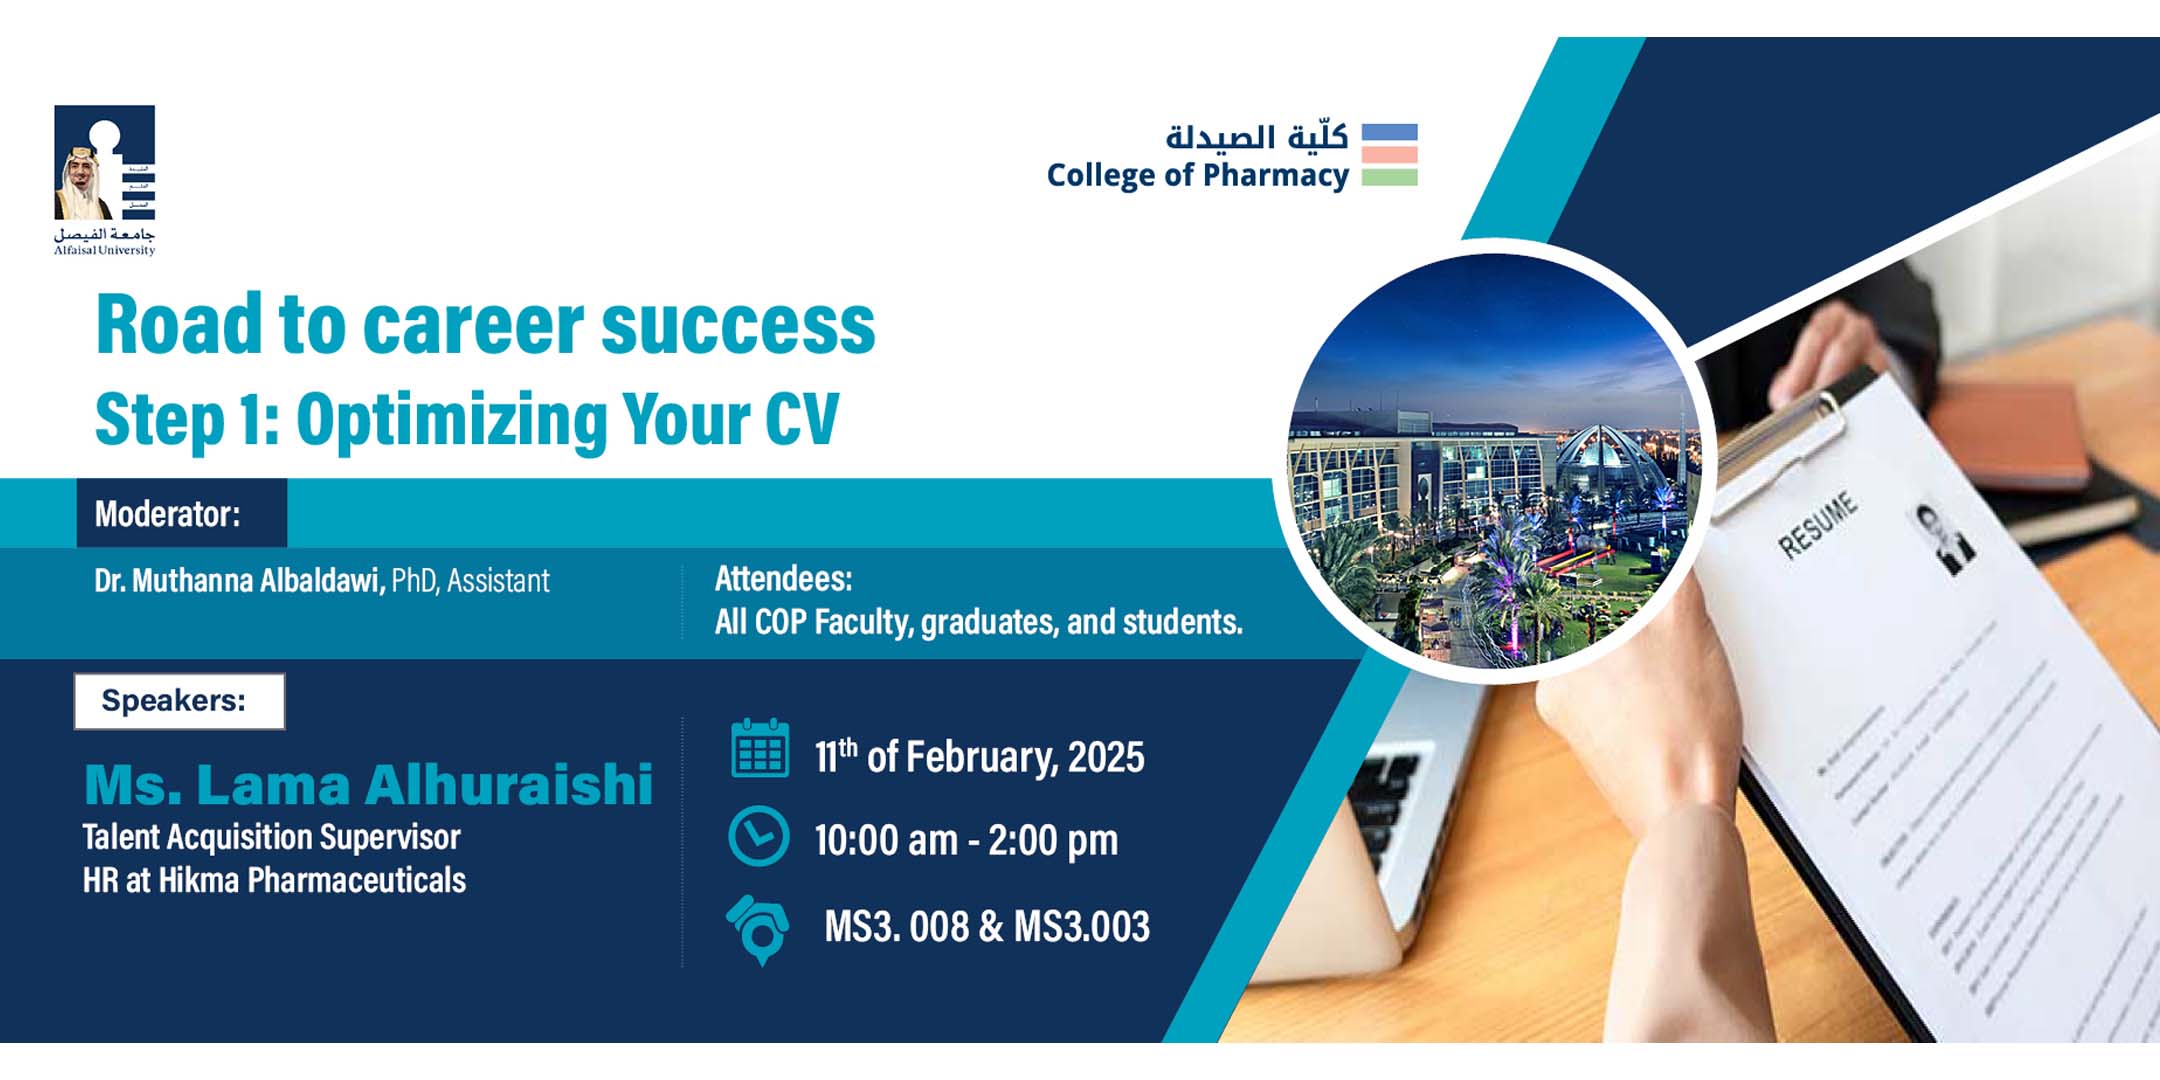 جامعة الفيصل
Alfaisal University
كلّية الصيدلة
College of Pharmacy
Road to career success
Step 1: Optimizing Your CV
Moderator:
Dr. Muthanna Albaldawi, PhD, Assistant
Attendees:
All COP Faculty, graduates, and students.
Speakers:
Ms. Lama Alhuraishi
Talent Acquisition Supervisor
HR at Hikma Pharmaceuticals
11th of February, 2025
10:00 am - 2:00 pm
MS3. 008 & MS3.003
RESUME